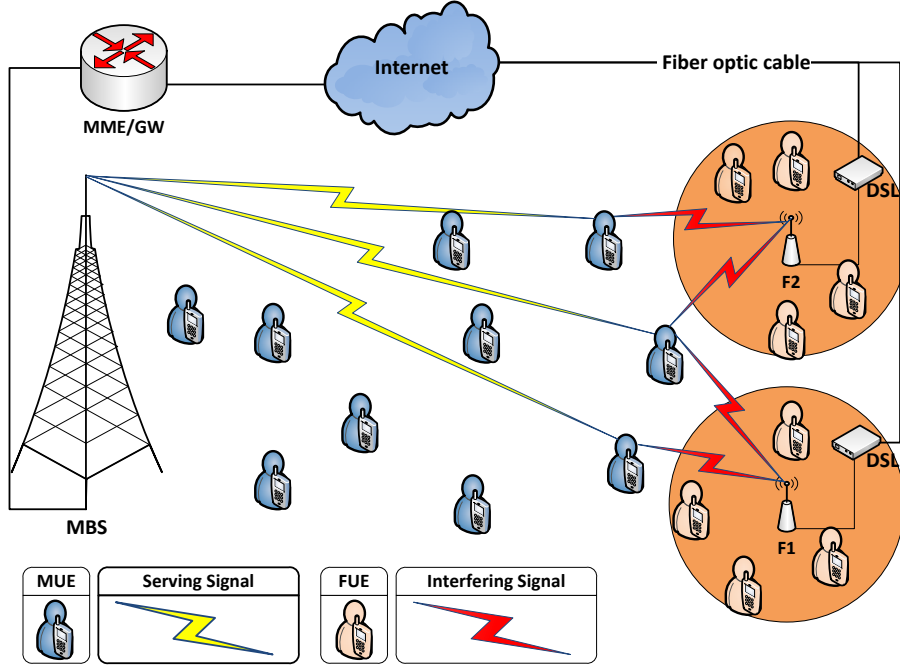 Internet
Fiber optic cable
MME/GW
DSL
F2
DSL
F1
MBS
MUE
Serving Signal
FUE
Interfering Signal